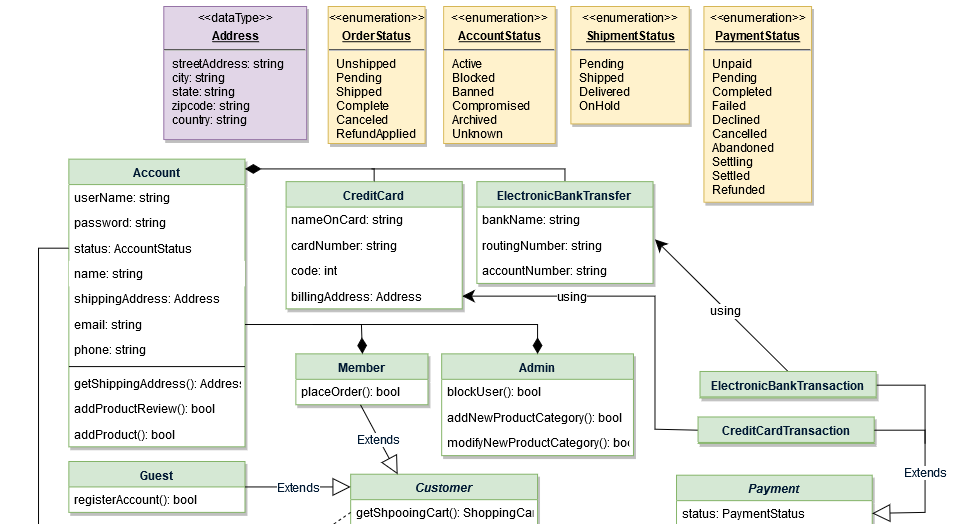 <<dataType>>
Address
streetAddress: string
city: string
state: string
zipcode: string
country: string
<<enumeration>>
OrderStatus
Unshipped
Pending
Shipped
Complete
Canceled
RefundApplied
<<enumeration>>
AccountStatus
Active
Blocked
Banned
Compromised
Archived
Unknown
<<enumeration>>
ShipmentStatus
Pending
Shipped
Delivered
OnHold
<<enumeration>>
PaymentStatus
Unpaid
Pending
Completed
Failed
Declined
Cancelled
Abandoned
Settling
Settled
Refunded
Account
userName: string
password: string
status: AccountStatus
name: string
shippingAddress: Address
email: string
phone: string
getShippingAddress(): Address
addProductReview(): bool
addProduct(): bool
CreditCard
nameOnCard: string
cardNumber: string
code: int
billingAddress: Address
ElectronicBankTransfer
bankName: string
routingNumber: string
accountNumber: string
using
using
Member
placeOrder(): bool
Admin
blockUser(): bool
addNewProductCategory(): bool
modifyNewProductCategory(): bo
ElectronicBankTransaction
CreditCardTransaction
Extends
Extends
Guest
registerAccount(): bool
Extends
Customer
getShpooingCart(): ShoppingCa
Payment
status: PaymentStatus